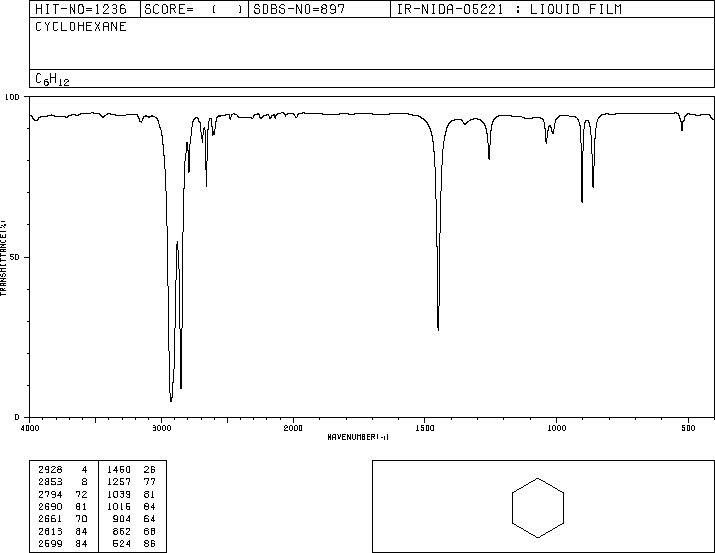 HIT-NO=1236 SCORE= ( ) SDBS-NO=897 IR-NIDA-05221 : LIQUID FILM
CYCLOHEXANE
C6H12
100
50
0
TRANSMITTANCE(%)
4000 3000 2000 1500 1000 500
WAVENUMBER(-1)
2928 4 1450 26
2853 8 1257 77
2794 72 1039 81
2690 81 1016 84
2661 70 904 64
2613 84 862 68
2599 84 524 86